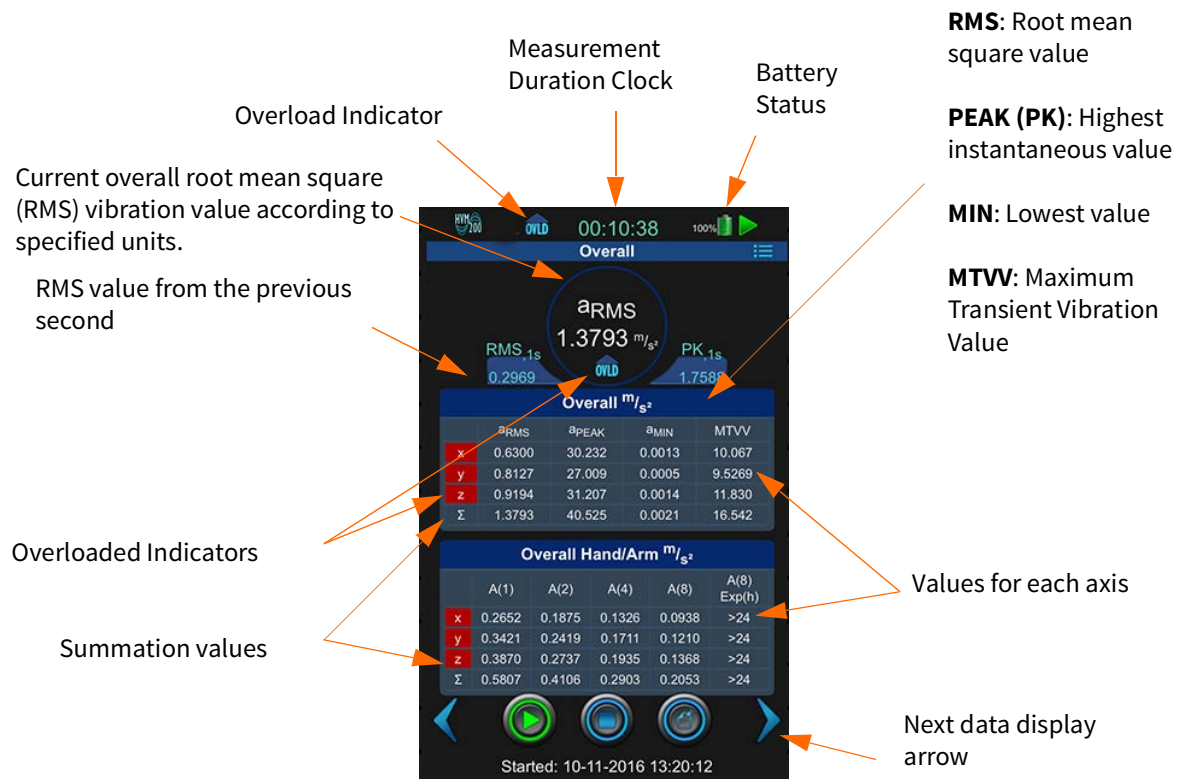 RMS: Root mean
square value
PEAK (PK): Highest
instantaneous value
MIN: Lowest value
MTVV: Maximum
Transient Vibration
Value
Measurement
Duration Clock
Battery
Status
Overload Indicator
Current overall root mean square
(RMS) vibration value according to
specified units.
RMS value from the previous
second
Overloaded Indicators
Summation values
Values for each axis
Next data display
arrow
HVM
200
OVLD
00:10:38
100%
Overall
aRMS
1.3793 m/s²
RMS,1s
0.2969
OVLD
PK,1s
1.7588
Overall m/s²
aRMS aPEAK aMIN MTVV
x 0.6300 30.232 0.0013 10.067
y 0.8127 27.009 0.0005 9.5269
z 0.9194 31.207 0.0014 11.830
Σ 1.3793 40.525 0.0021 16.542
Overall Hand/Arm m/s²
A(1) A(2) A(4) A(8) A(8)
Exp(h)
x 0.2652 0.1875 0.1326 0.0938 >24
y 0.3421 0.2419 0.1711 0.1210 >24
z 0.3870 0.2737 0.1935 0.1368 >24
Σ 0.5807 0.4106 0.2903 0.2053 >24
Started: 10-11-2016 13:20:12